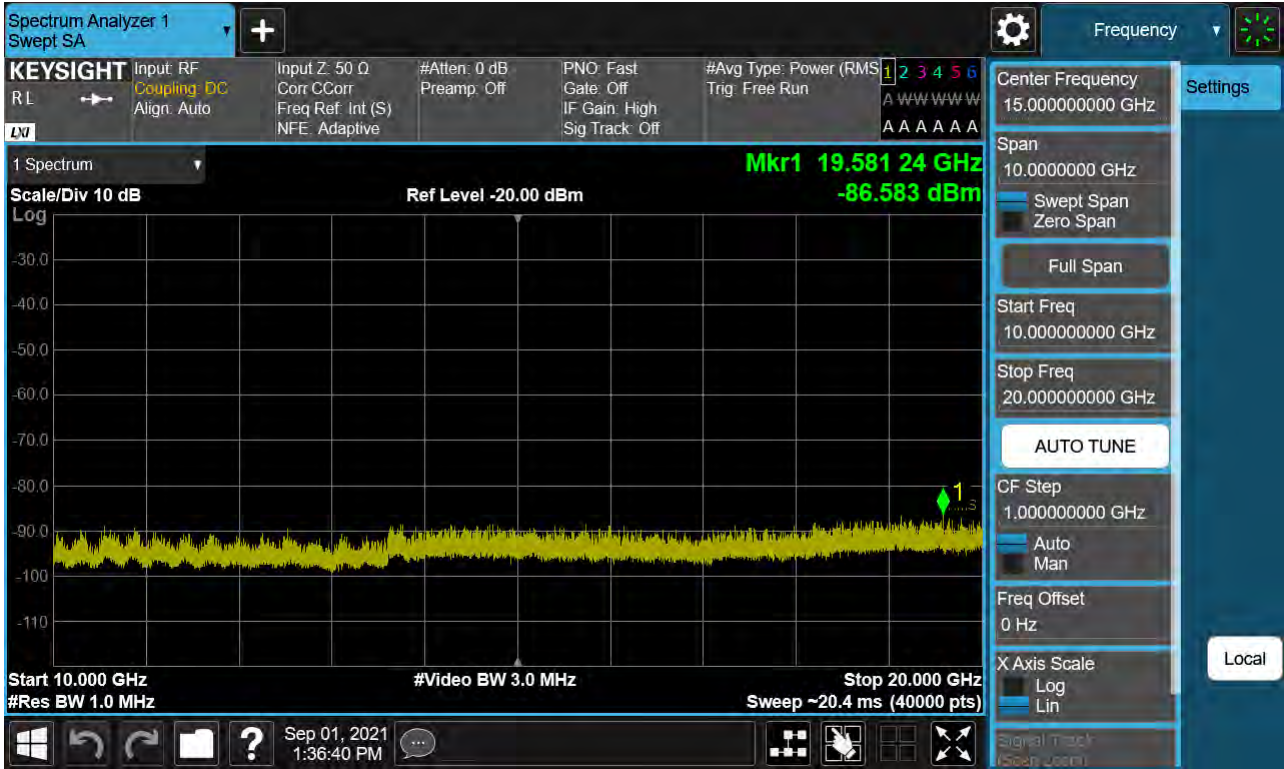 Spectrum Analyzer 1
Swept SA
+
Frequency
KEYSIGHT
R L
LXI
Input: RF
Coupling: DC
Align: Auto
Input Z: 50 Ω
Corr CCorr
Freq Ref: Int (S)
NFE: Adaptive
#Atten: 0 dB
Preamp: Off
PNO: Fast
Gate: Off
IF Gain: High
Sig Track: Off
#Avg Type: Power (RMS
Trig: Free Run
1 2 3 4 5 6
A W W W W W
A A A A A A
1 Spectrum
Scale/Div 10 dB
Log
Ref Level -20.00 dBm
Mkr1 19.581 24 GHz
-86.583 dBm
-30.0
-40.0
-50.0
-60.0
-70.0
-80.0
-90.0
-100
-110
1
Start 10.000 GHz
#Res BW 1.0 MHz
#Video BW 3.0 MHz
Stop 20.000 GHz
Sweep ~20.4 ms (40000 pts)
Center Frequency
15.000000000 GHz
Span
10.0000000 GHz
Swept Span
Zero Span
Full Span
Start Freq
10.000000000 GHz
Stop Freq
20.000000000 GHz
AUTO TUNE
CF Step
1.000000000 GHz
Auto
Man
Freq Offset
0 Hz
X Axis Scale
Log
Lin
Signal Track
(Span Zoom)
Settings
Local
?
Sep 01, 2021
1:36:40 PM